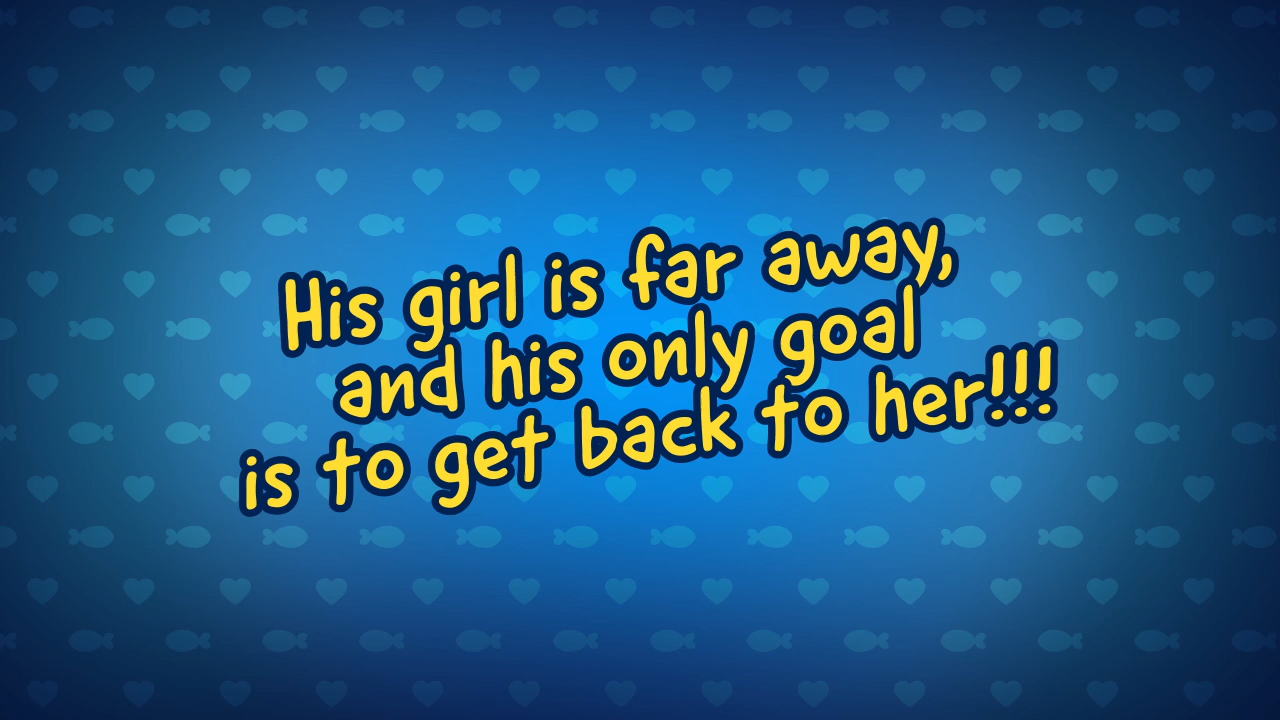 His girl is far away,
and his only goal
is to get back to her!!!